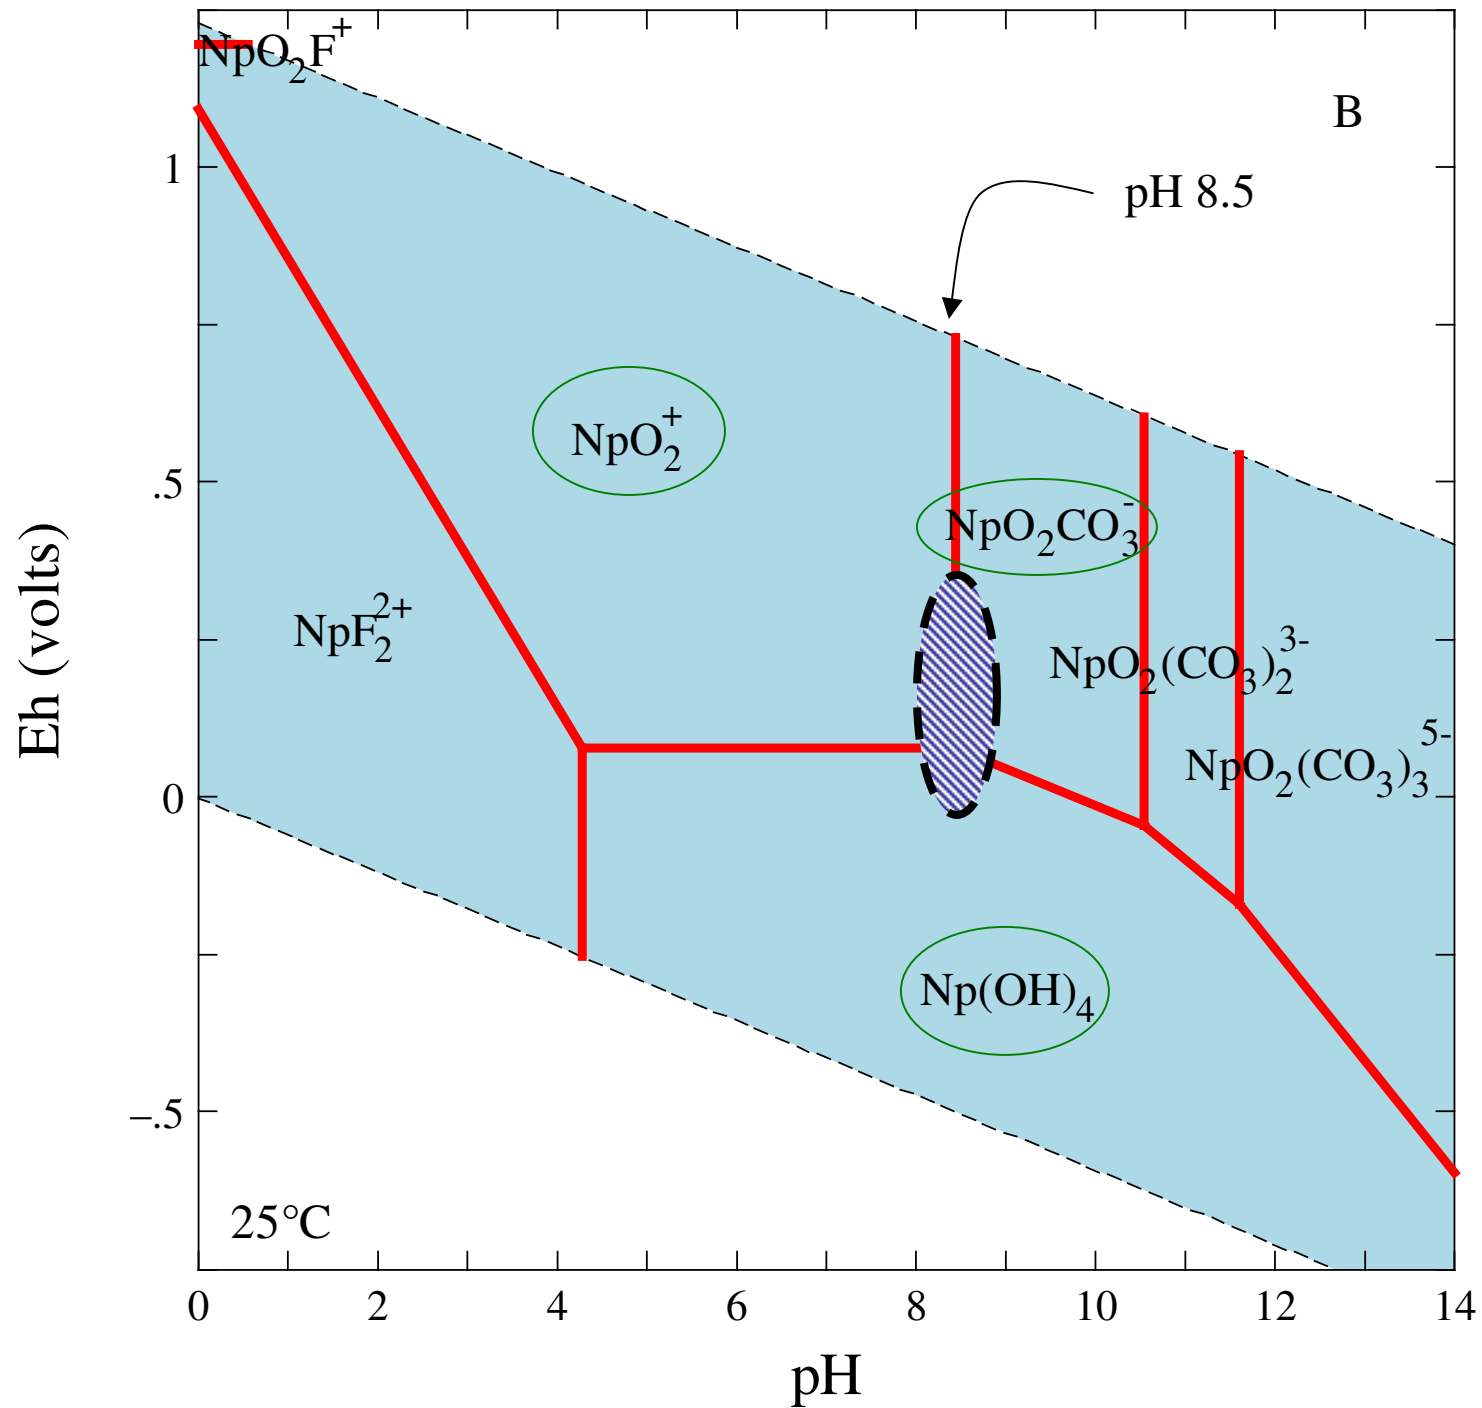 NpO₂F⁺
B
1
pH 8.5
NpO₂⁺
.5
NpO₂CO₃⁻
Eh (volts)
NpF₂²⁺
NpO₂(CO₃)₂³⁻
NpO₂(CO₃)₃⁵⁻
0
Np(OH)₄
–.5
25°C
0 2 4 6 8 10 12 14
pH